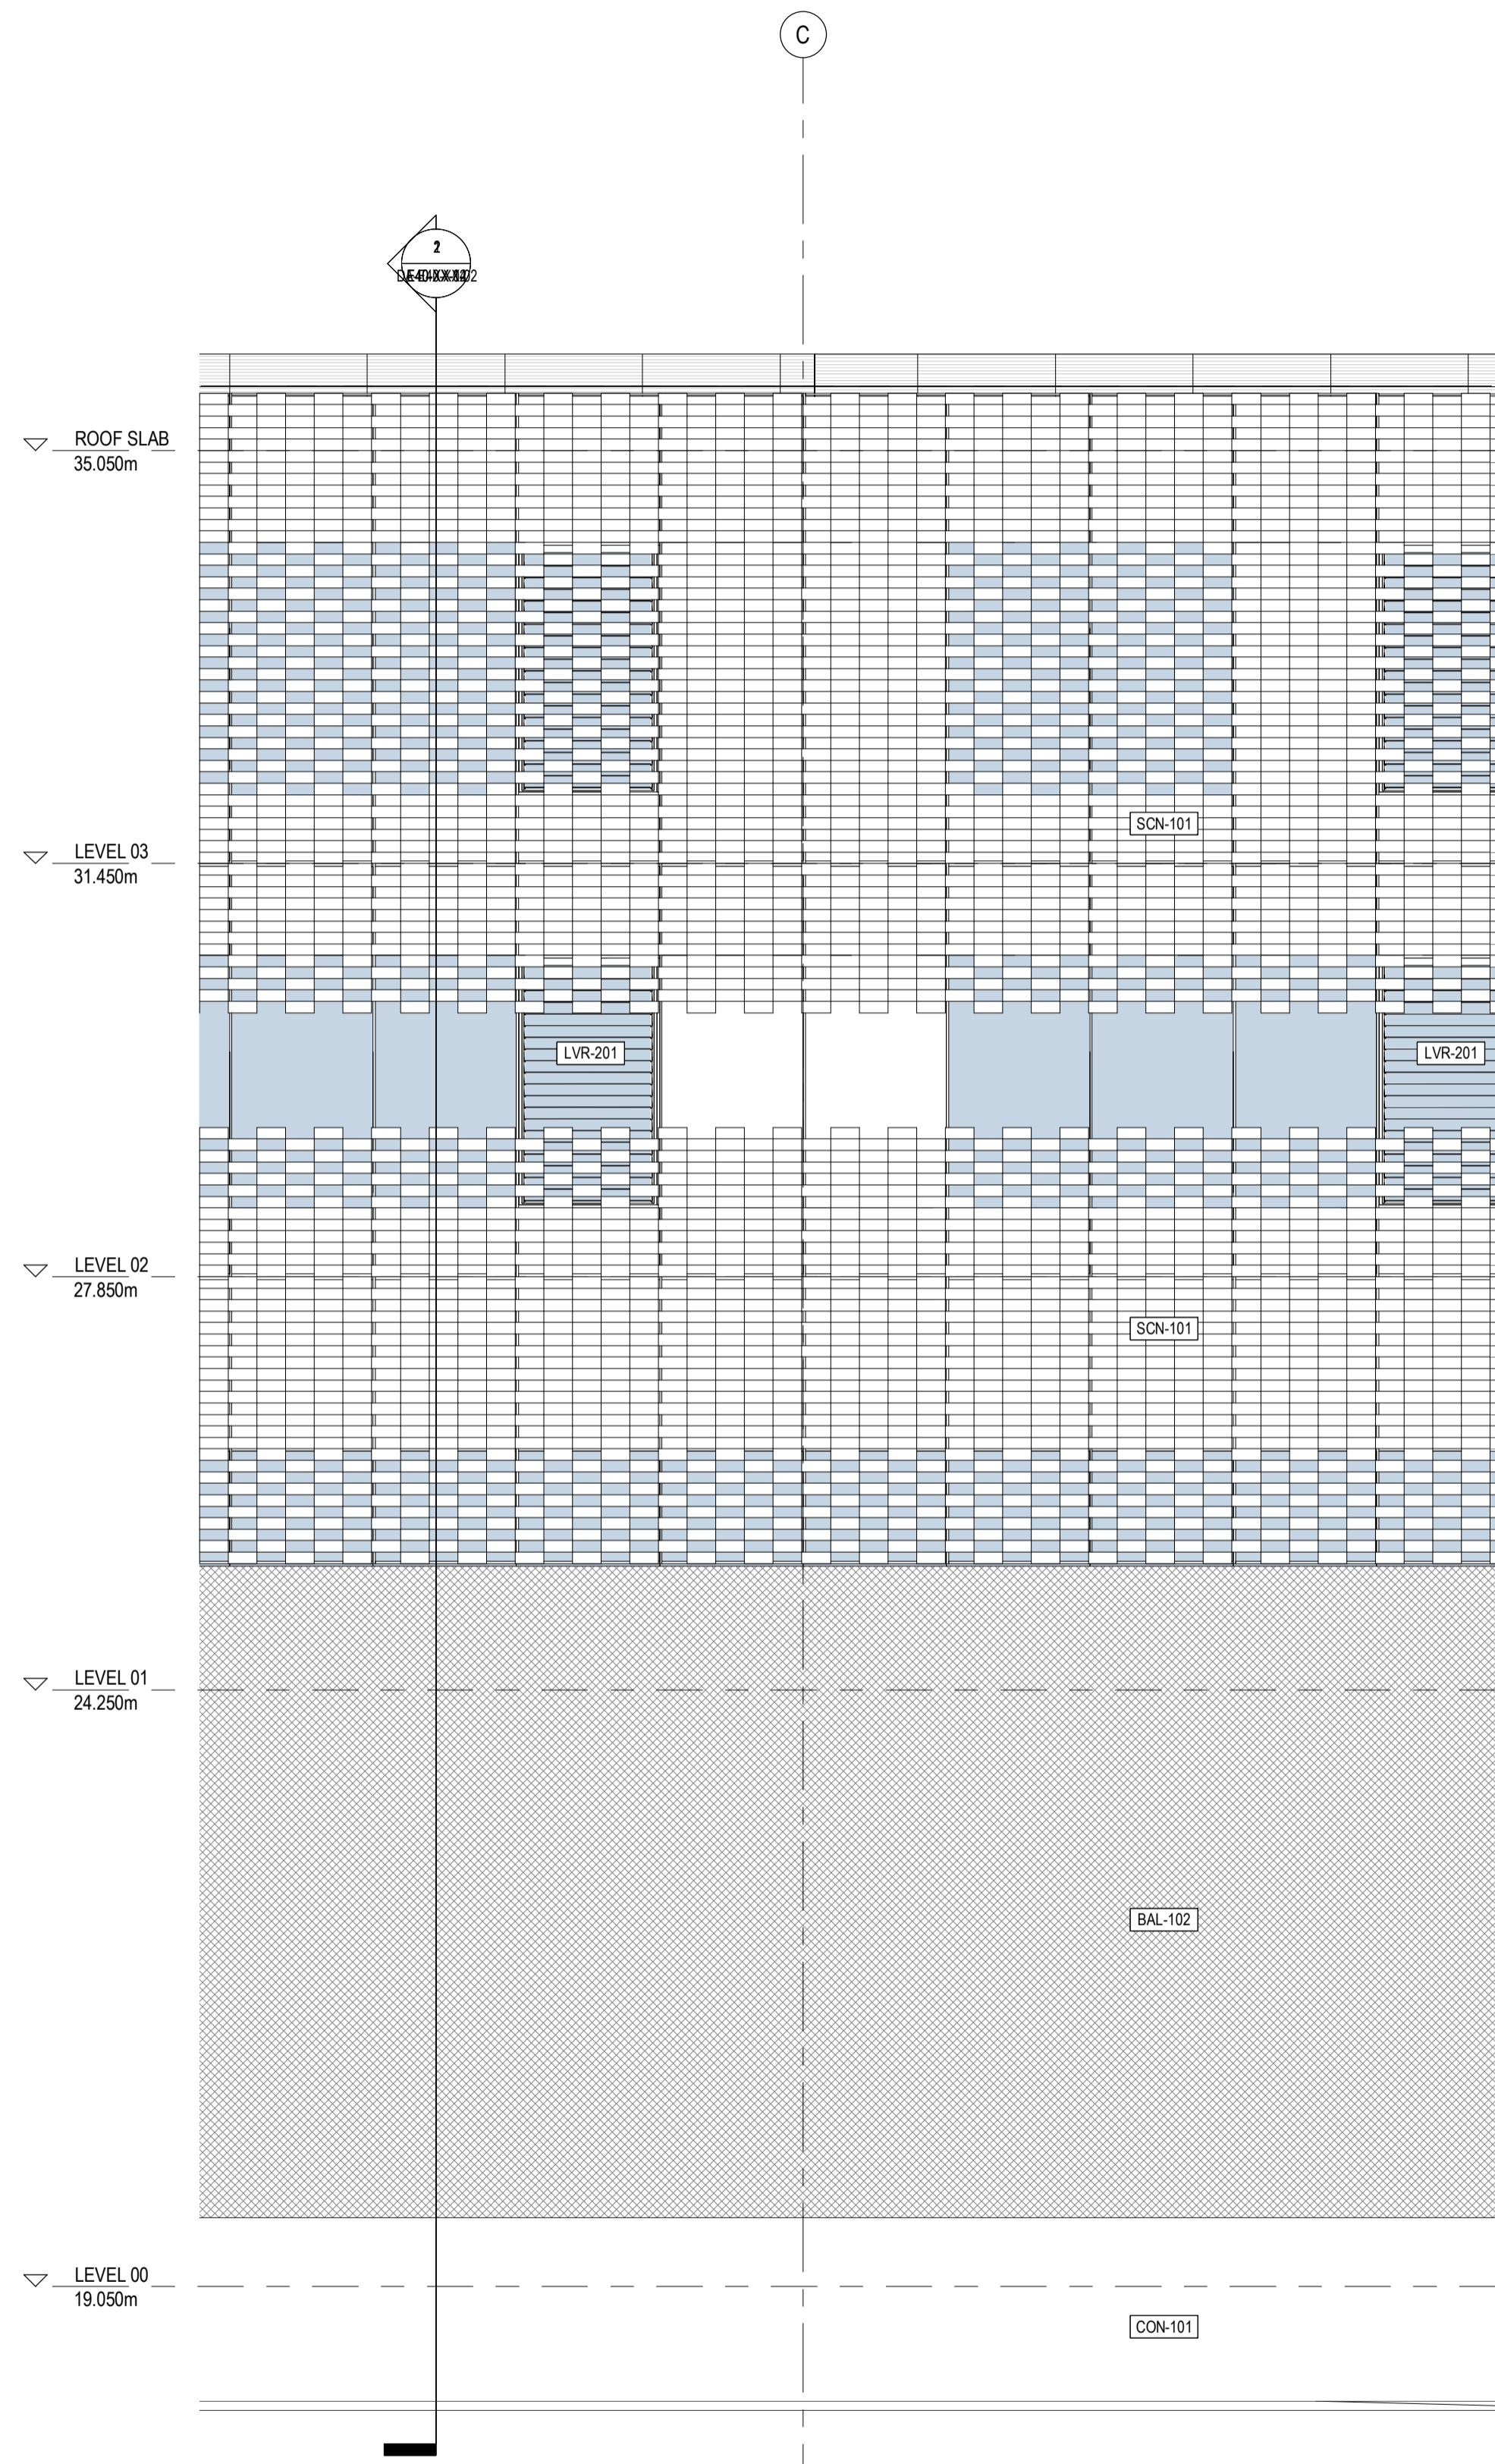 C
2
ROOF SLAB
35.050m
SCN-101
LEVEL 03
31.450m
LVR-201
LVR-201
LEVEL 02
27.850m
SCN-101
LEVEL 01
24.250m
BAL-102
LEVEL 00
19.050m
CON-101